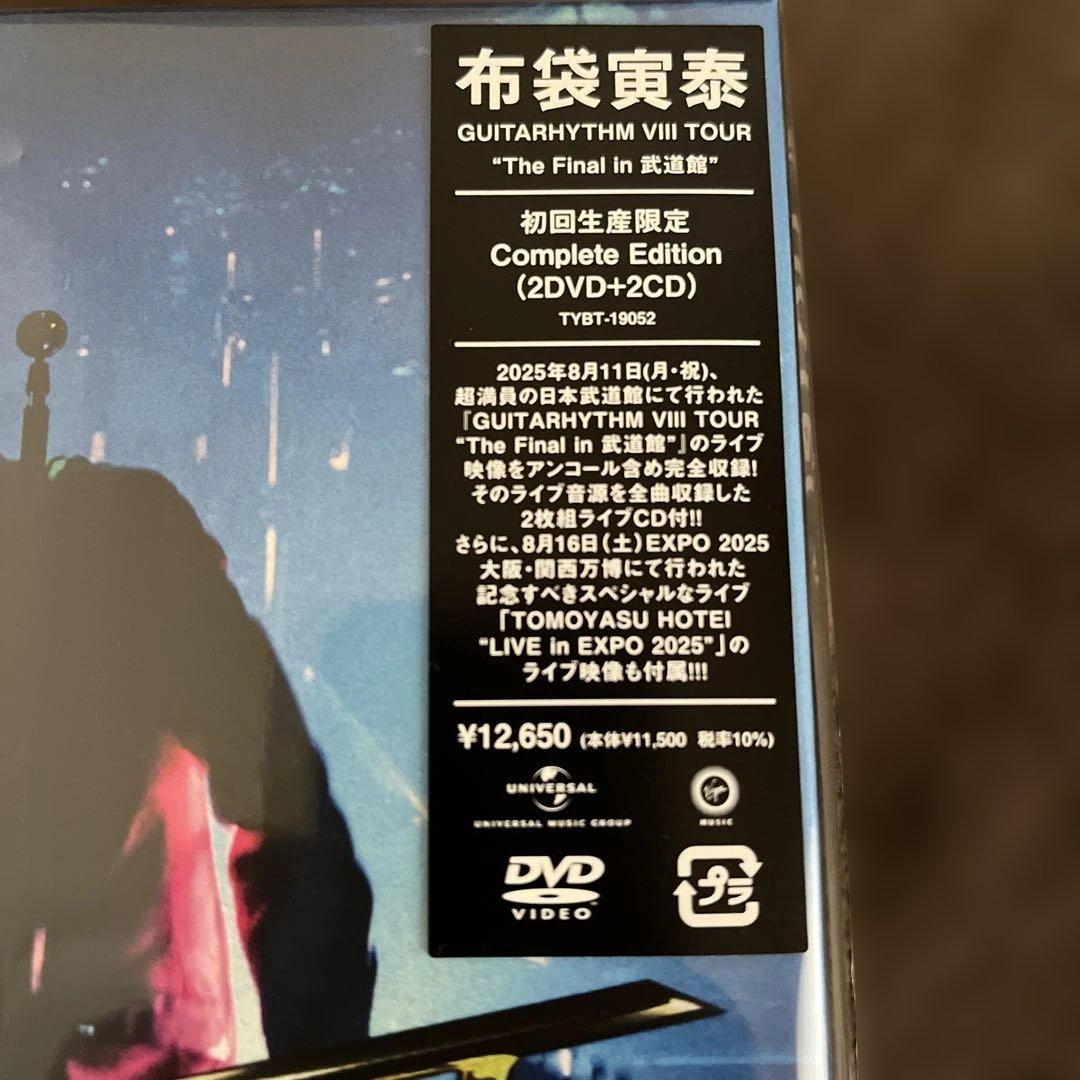 布袋寅泰
GUITARHYTHM VIII TOUR
“The Final in 武道館”
初回生産限定
Complete Edition
(2DVD+2CD)
TYBT-19052
2025年8月11日(月・祝)、
超満員の日本武道館にて行われた
『GUITARHYTHM VIII TOUR
“The Final in 武道館”』のライブ
映像をアンコール含め完全収録!
そのライブ音源を全曲収録した
2枚組ライブCD付!!
さらに、8月16日(土)EXPO 2025
大阪・関西万博にて行われた
記念すべきスペシャルなライブ
「TOMOYASU HOTEI
“LIVE in EXPO 2025”」の
ライブ映像も付属!!!
¥12,650 (本体¥11,500 税率10%)
UNIVERSAL
UNIVERSAL MUSIC GROUP
Virgin
MUSIC
DVD
VIDEO™
プラ